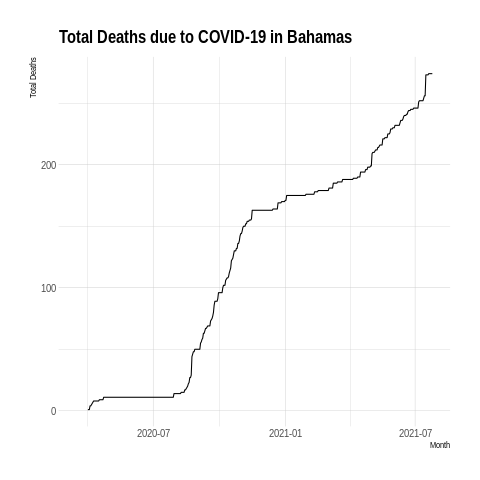 Total Deaths due to COVID-19 in Bahamas
Total Deaths
200
100
0
2020-07 2021-01 2021-07
Month